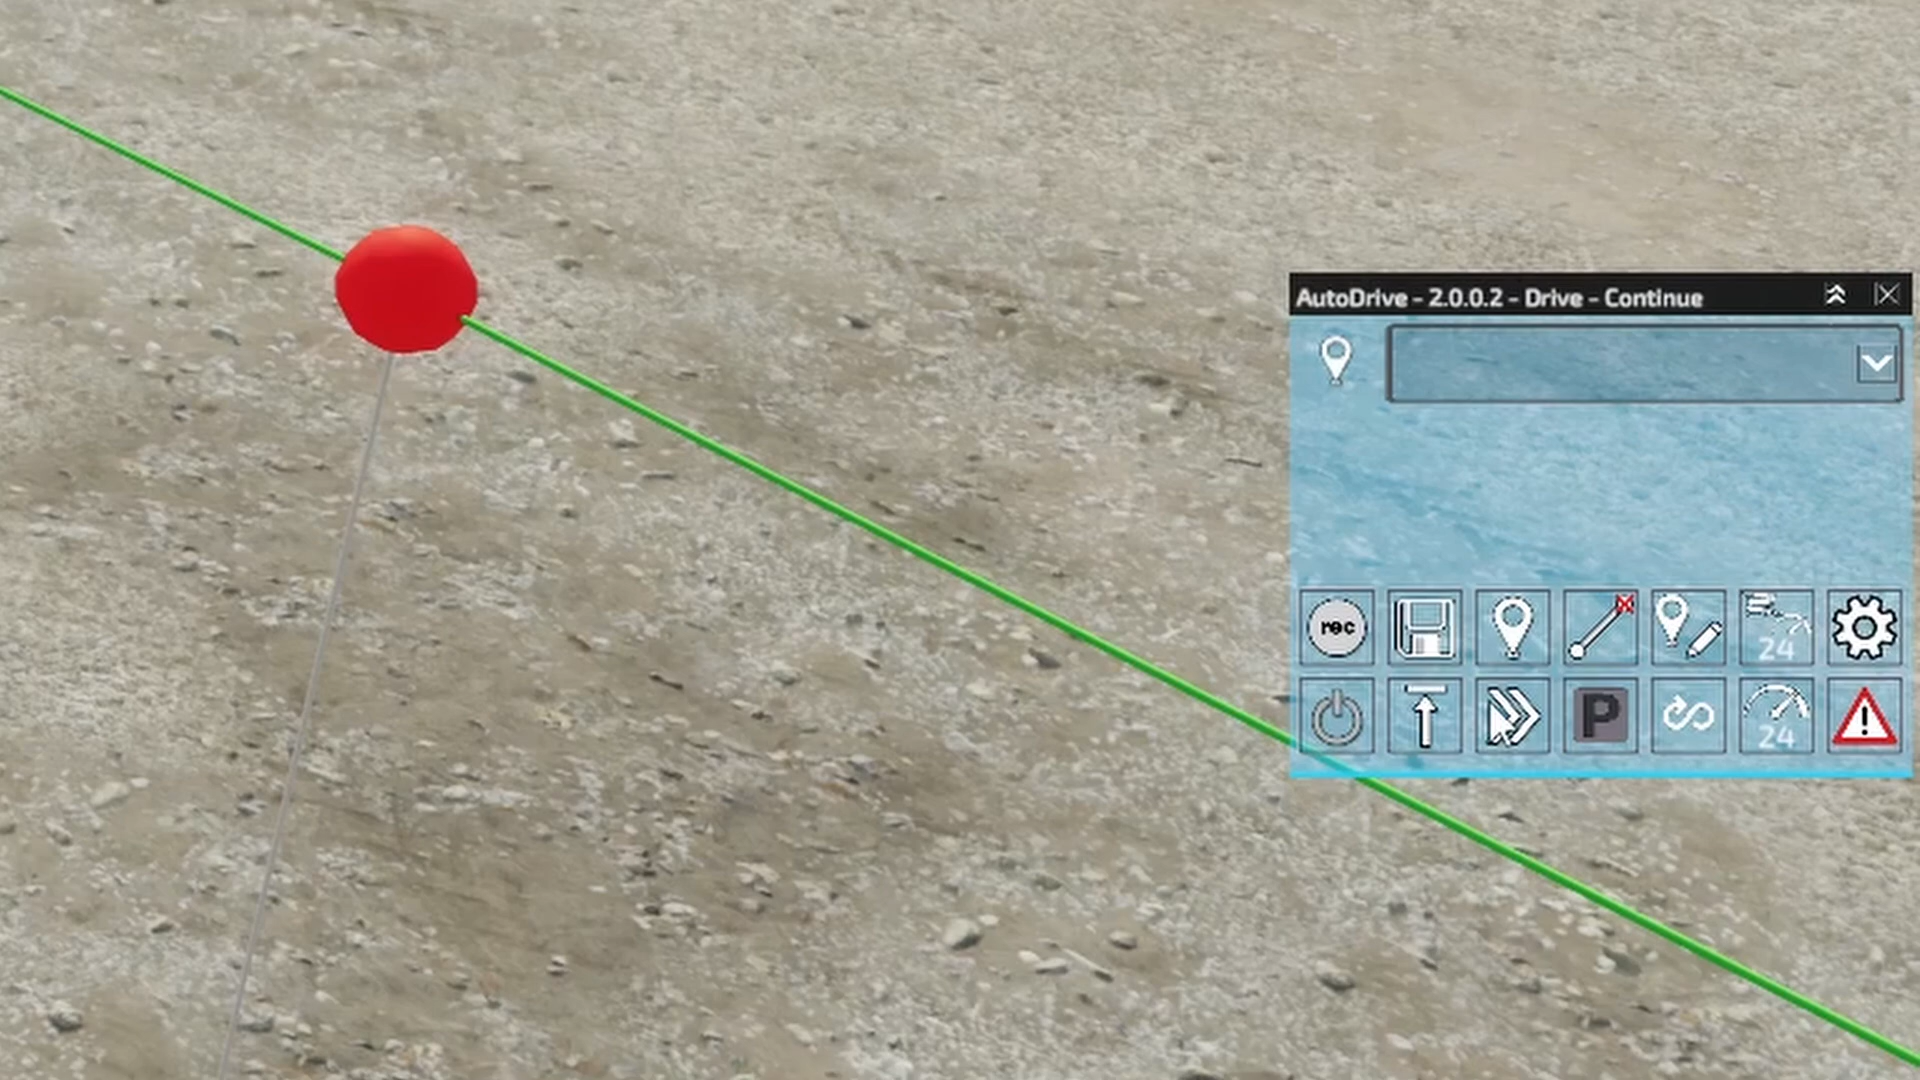 AutoDrive - 2.0.0.2 - Drive - Continue
rec
24
P
24